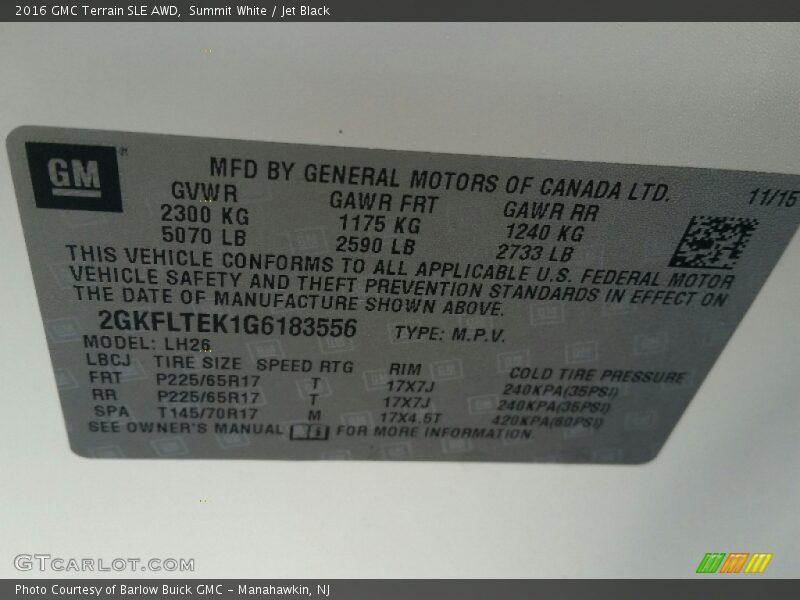 2016 GMC Terrain SLE AWD, Summit White / Jet Black
GM
MFD BY GENERAL MOTORS OF CANADA LTD. 11/15
GVWR GAWR FRT GAWR RR
2300 KG 1175 KG 1240 KG
5070 LB 2590 LB 2733 LB
THIS VEHICLE CONFORMS TO ALL APPLICABLE U.S. FEDERAL MOTOR
VEHICLE SAFETY AND THEFT PREVENTION STANDARDS IN EFFECT ON
THE DATE OF MANUFACTURE SHOWN ABOVE.
2GKFLTEK1G6183556 TYPE: M.P.V.
MODEL: LH26
LBCJ TIRE SIZE SPEED RTG RIM COLD TIRE PRESSURE
FRT P225/65R17 T 17X7J 240KPA(35PSI)
RR P225/65R17 T 17X7J 240KPA(35PSI)
SPA T145/70R17 M 17X4.5T 420KPA(60PSI)
SEE OWNER'S MANUAL FOR MORE INFORMATION
GTCARLOT.COM
Photo Courtesy of Barlow Buick GMC - Manahawkin, NJ